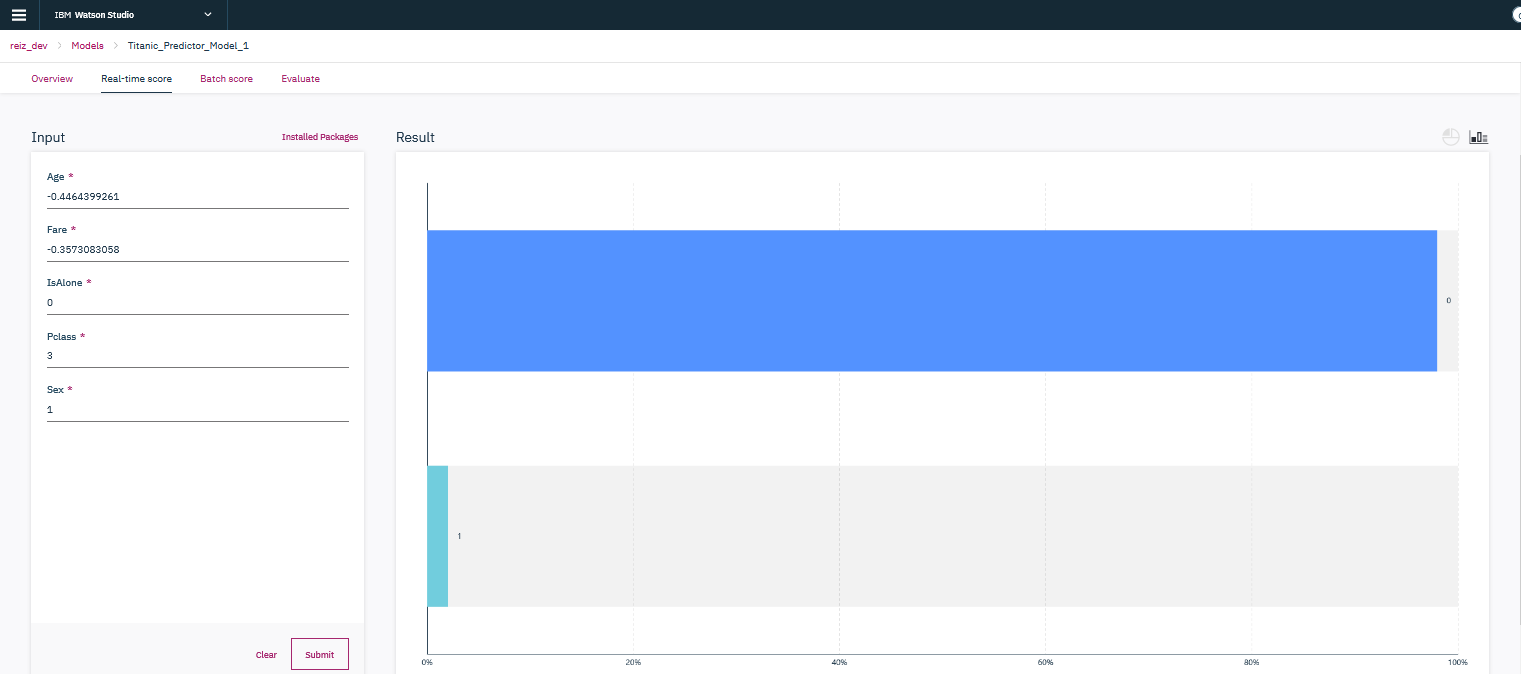 IBM Watson Studio
reiz_dev > Models > Titanic_Predictor_Model_1
Overview Real-time score Batch score Evaluate
Input Installed Packages
Age *
-0.4464399261
Fare *
-0.3573083058
IsAlone *
0
Pclass *
3
Sex *
1
Clear Submit
Result
0
1
0% 20% 40% 60% 80% 100%